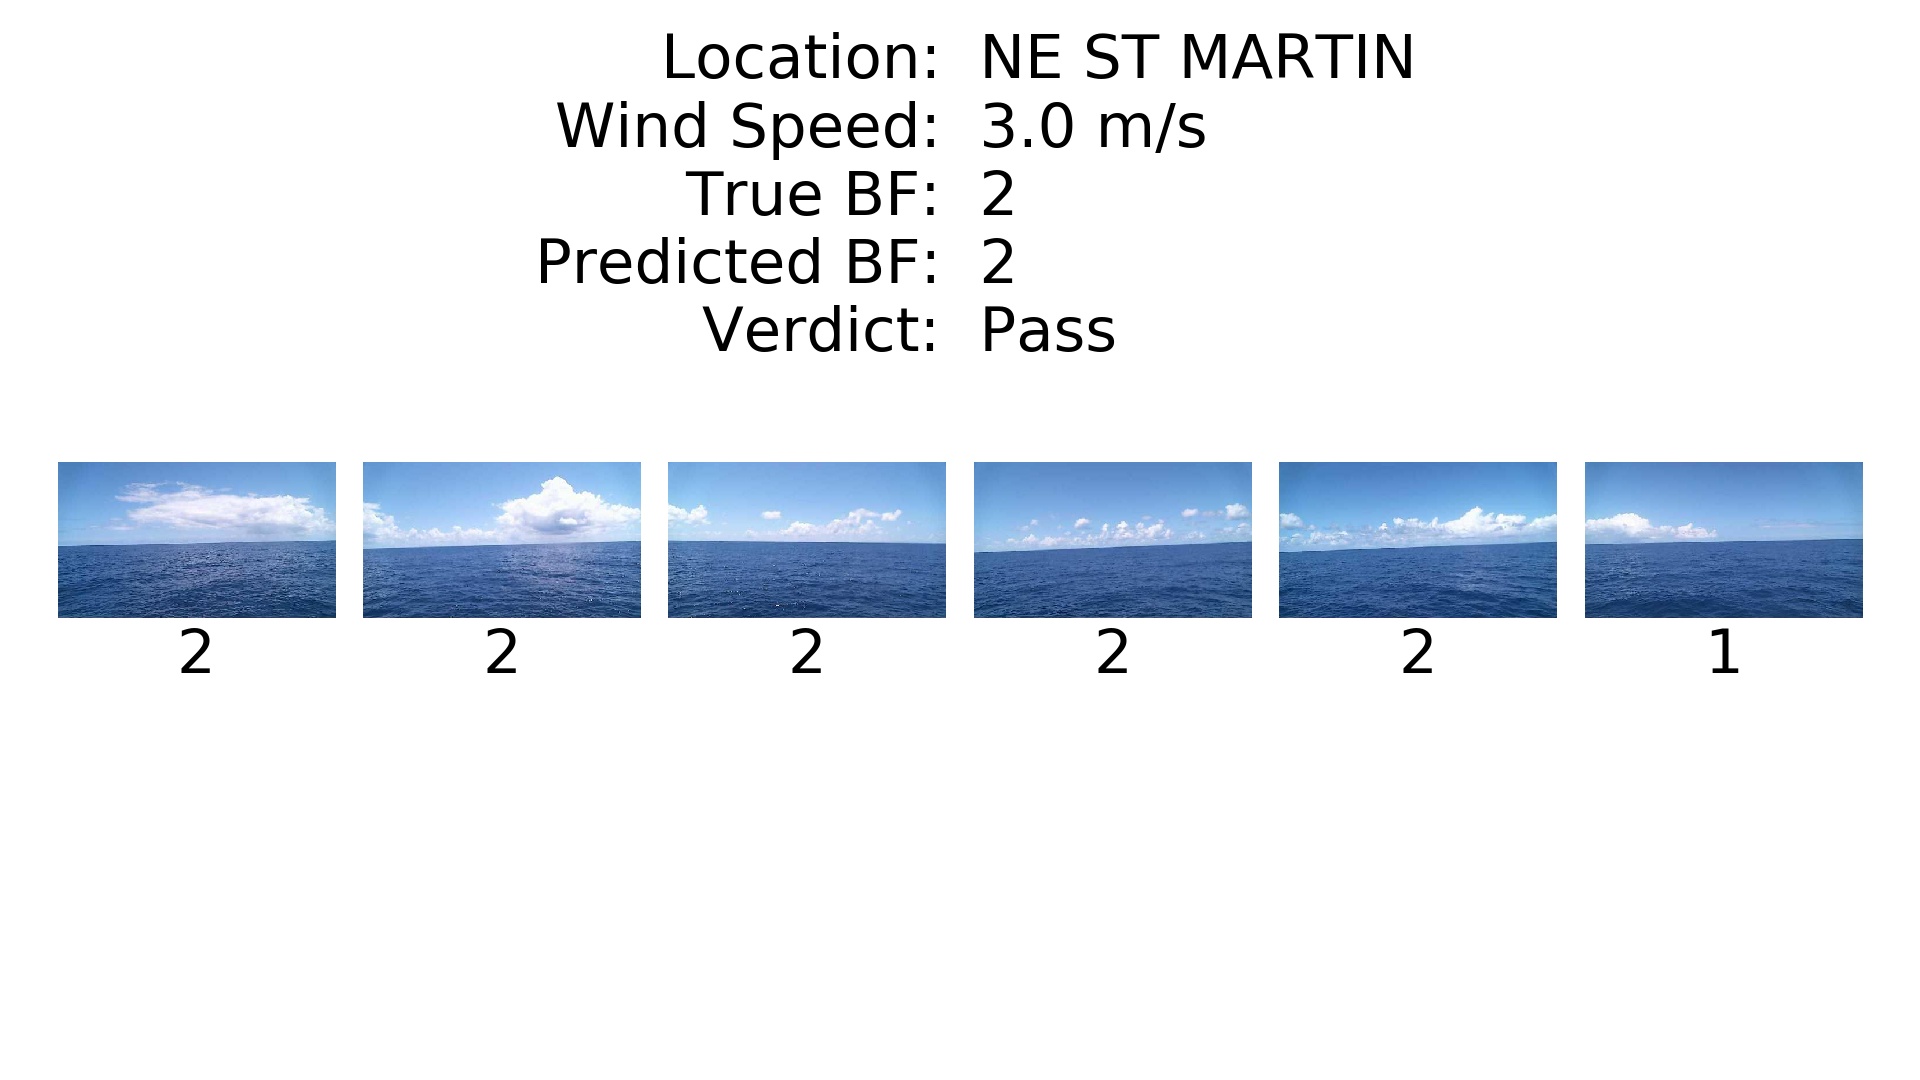 Location: NE ST MARTIN
Wind Speed: 3.0 m/s
True BF: 2
Predicted BF: 2
Verdict: Pass
2 2 2 2 2 1